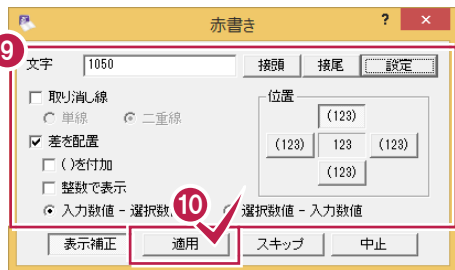 赤書き ? ×
9
文字 1050 接頭 接尾 設定
取り消し線 位置
単線 二重線 (123)
差を配置 (123) 123 (123)
( )を付加 (123)
整数で表示
入力数値 - 選択数 10 選択数値 - 入力数値
表示補正 適用 スキップ 中止